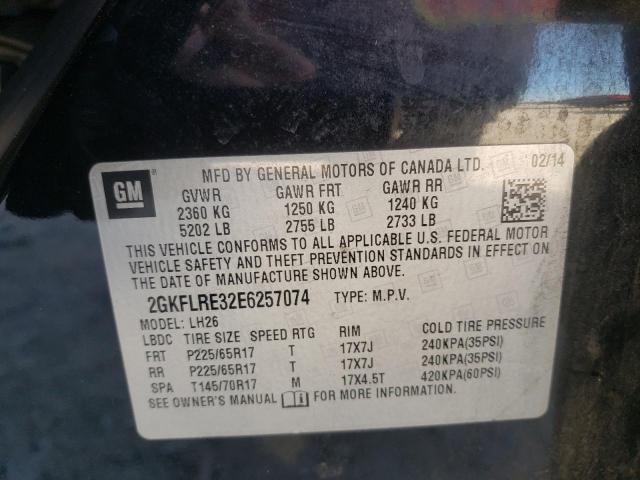 MFD BY GENERAL MOTORS OF CANADA LTD. 02/14
GM
GVWR GAWR FRT GAWR RR
2360 KG 1250 KG 1240 KG
5202 LB 2755 LB 2733 LB
THIS VEHICLE CONFORMS TO ALL APPLICABLE U.S. FEDERAL MOTOR
VEHICLE SAFETY AND THEFT PREVENTION STANDARDS IN EFFECT ON
THE DATE OF MANUFACTURE SHOWN ABOVE.
2GKFLRE32E6257074 TYPE: M.P.V.
MODEL: LH26
LBDC TIRE SIZE SPEED RTG RIM COLD TIRE PRESSURE
FRT P225/65R17 T 17X7J 240KPA(35PSI)
RR P225/65R17 T 17X7J 240KPA(35PSI)
SPA T145/70R17 M 17X4.5T 420KPA(60PSI)
SEE OWNER'S MANUAL FOR MORE INFORMATION.